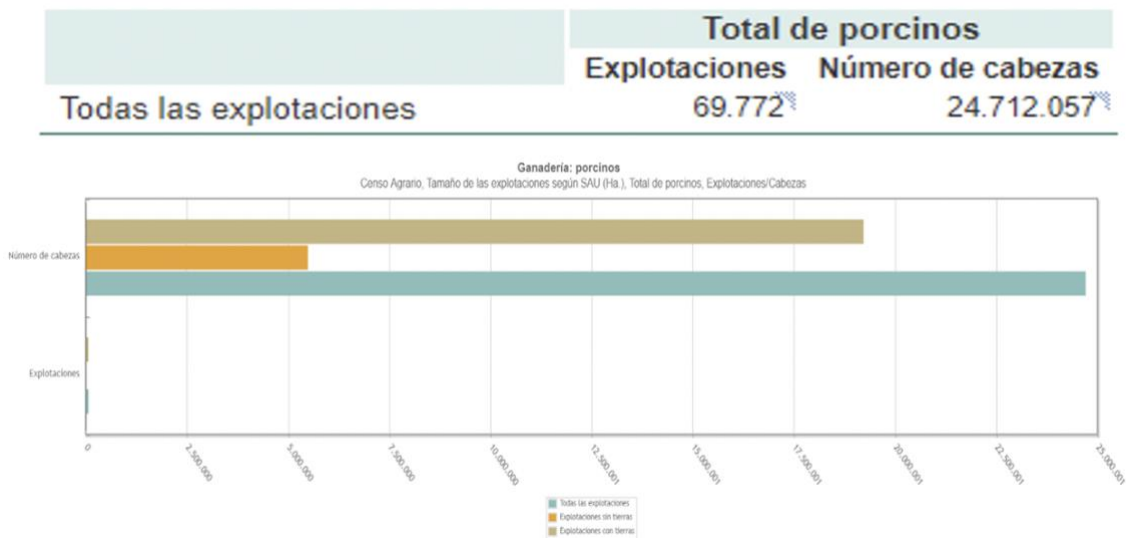 Total de porcinos
Explotaciones Número de cabezas
Todas las explotaciones 69.772 24.712.057
Ganadería: porcinos
Censo Agrario, Tamaño de las explotaciones según SAU (Ha.), Total de porcinos, Explotaciones/Cabezas
Número de cabezas
Explotaciones
0 2.500.000 5.000.000 7.500.000 10.000.000 12.500.001 15.000.001 17.500.001 20.000.001 22.500.001 25.000.001
Todas las explotaciones
Explotaciones sin tierras
Explotaciones con tierras